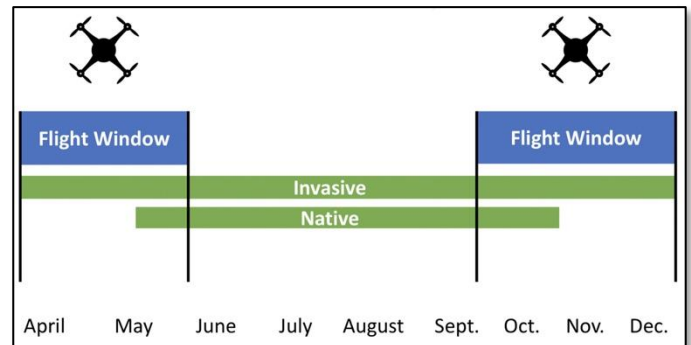 Flight Window
Flight Window
Invasive
Native
April May June July August Sept. Oct. Nov. Dec.